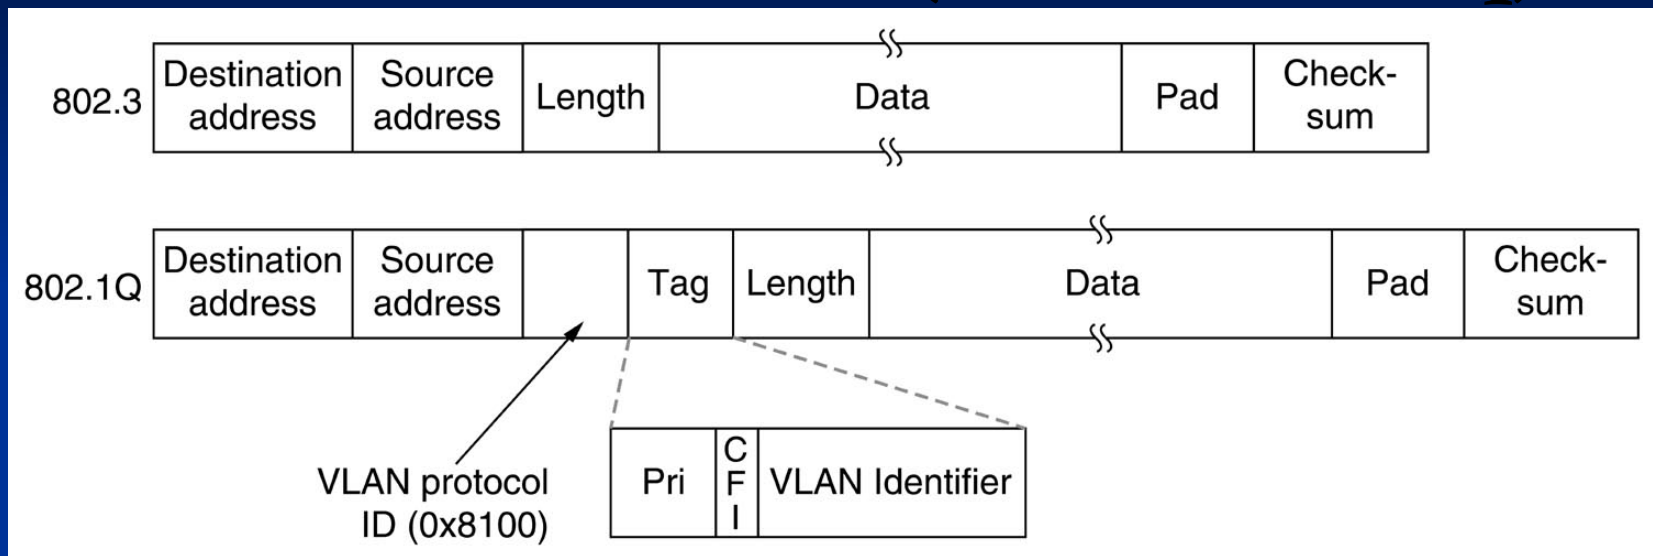 802.3
Destination
address
Source
address
Length
Data
Pad
Check-
sum
802.1Q
Destination
address
Source
address
Tag
Length
Data
Pad
Check-
sum
VLAN protocol
ID (0x8100)
Pri
C
F
I
VLAN Identifier